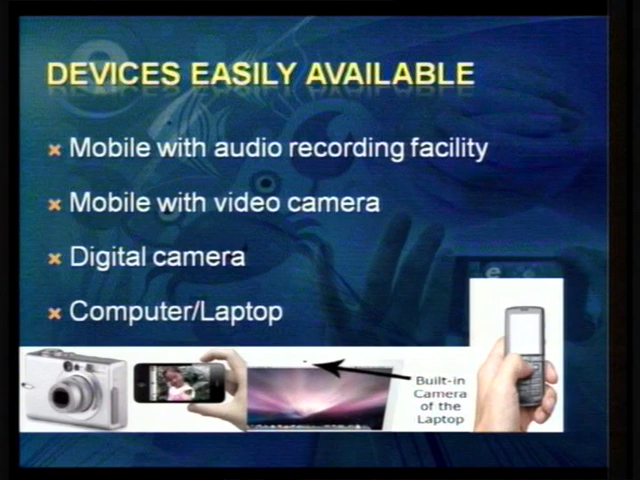 DEVICES EASILY AVAILABLE
Mobile with audio recording facility
Mobile with video camera
Digital camera
Computer/Laptop
Built-in
Camera
of the
Laptop